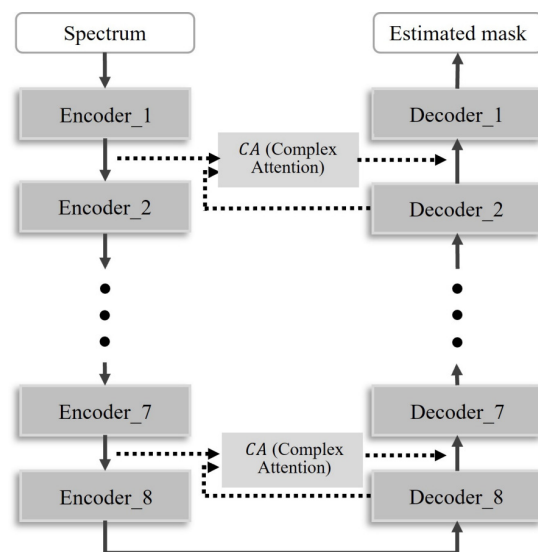 Spectrum
Estimated mask
Encoder_1
Decoder_1
CA (Complex
Attention)
Encoder_2
Decoder_2
Encoder_7
Decoder_7
CA (Complex
Attention)
Encoder_8
Decoder_8